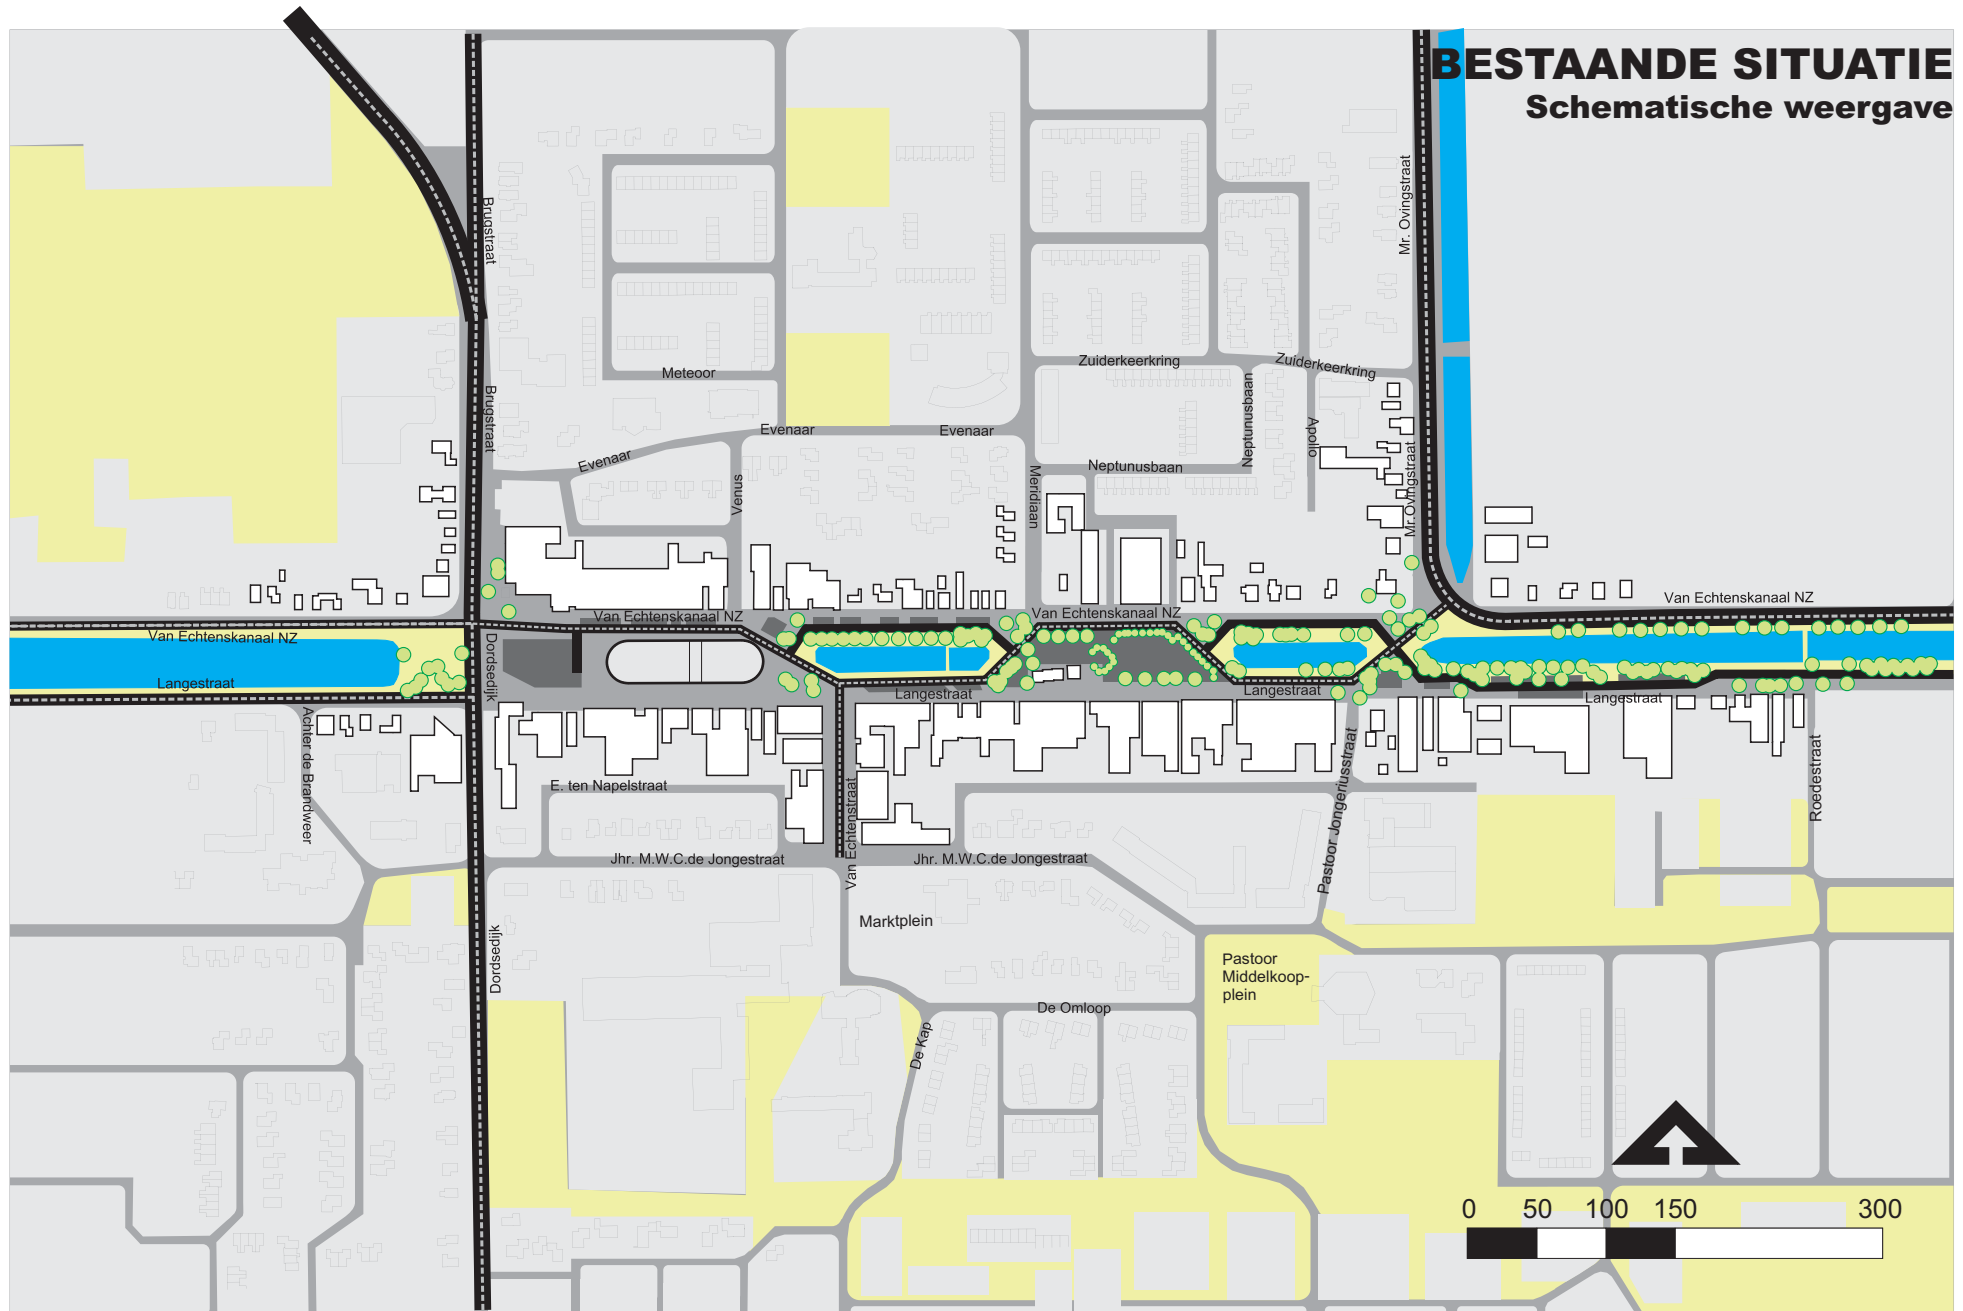 BESTAANDE SITUATIE
Schematische weergave
Brugstraat
Mr. Ovingstraat
Zuiderkeerkring
Zuiderkeerkring
Meteoor
Brugstraat
Neptunusbaan
Apollo
Evenaar
Evenaar
Evenaar
Neptunusbaan
Venus
Meridiaan
Mr.Ovingstraat
Van Echtenskanaal NZ
Van Echtenskanaal NZ
Van Echtenskanaal NZ
Van Echtenskanaal NZ
Dordsedijk
Langestraat
Langestraat
Langestraat
Langestraat
Achter de Brandweer
E. ten Napelstraat
Van Echtenstraat
Pastoor Jongeriusstraat
Roedestraat
Jhr. M.W.C.de Jongestraat
Jhr. M.W.C.de Jongestraat
Marktplein
Dordsedijk
Pastoor
Middelkoop-
plein
De Omloop
De Kap
0 50 100 150 300